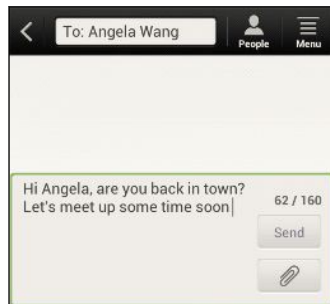 To: Angela Wang
People
Menu
Hi Angela, are you back in town?
Let's meet up some time soon
62 / 160
Send